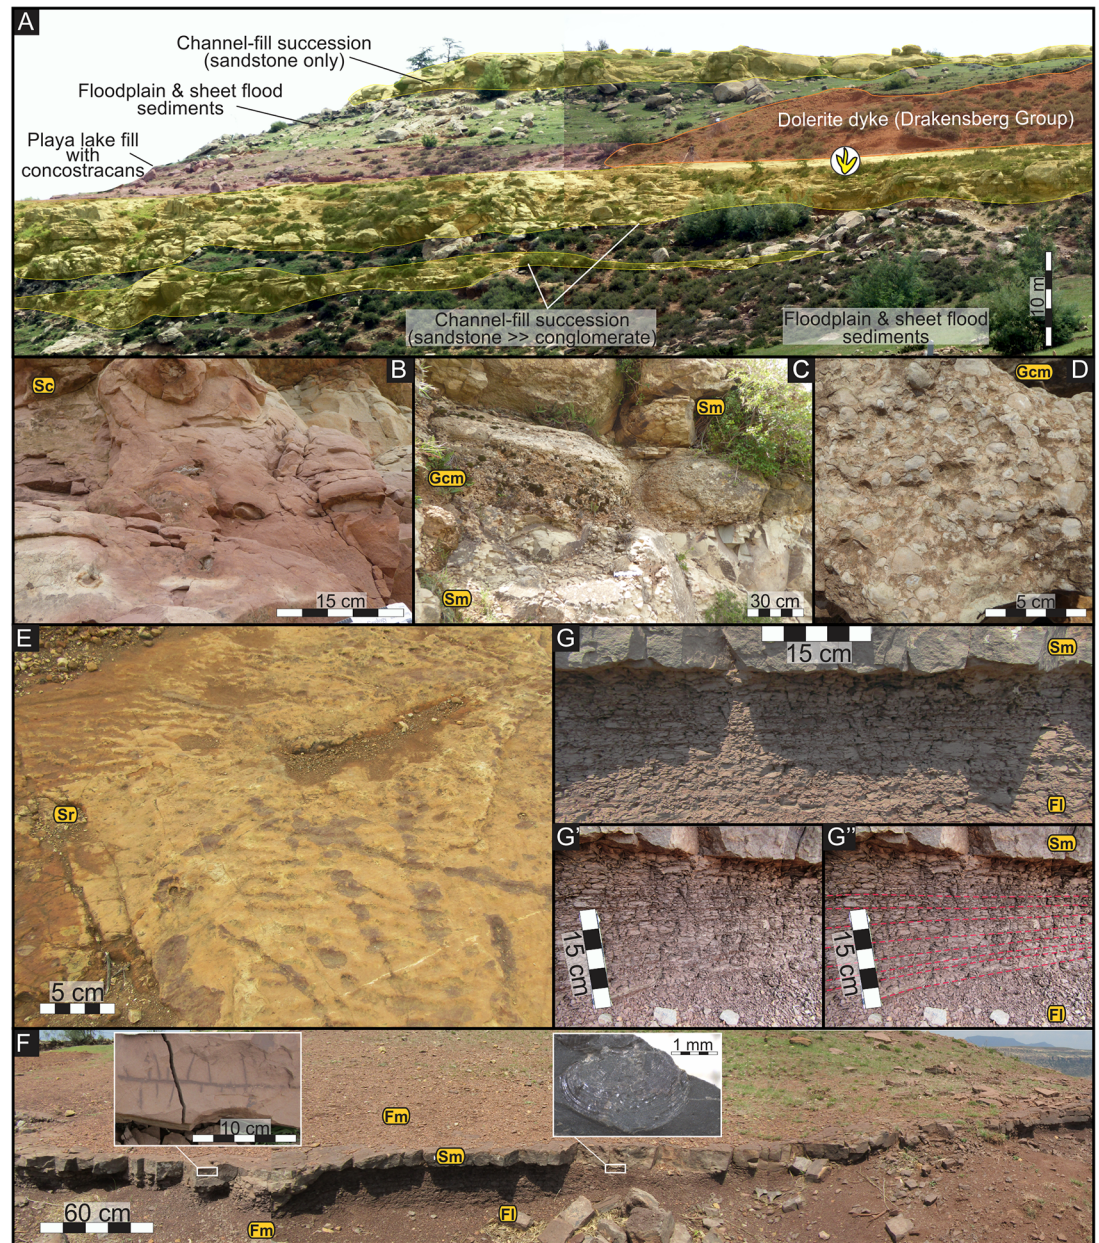 A
Channel-fill succession
(sandstone only)
Floodplain & sheet flood
sediments
Playa lake fill
with
concostracans
Dolerite dyke (Drakensberg Group)
10 m
Channel-fill succession
(sandstone >> conglomerate)
Floodplain & sheet flood
sediments
B
Sc
15 cm
C
Sm
Gcm
Sm
30 cm
D
Gcm
5 cm
E
Sr
5 cm
G
15 cm
Sm
Fl
G'
15 cm
G''
Sm
15 cm
Fl
F
10 cm
1 mm
Fm
Sm
60 cm
Fm
Fl